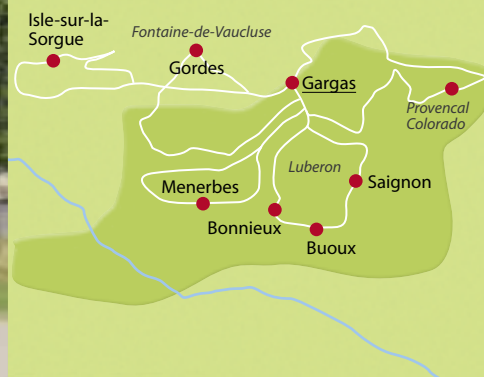 Isle-sur-la-
Sorgue
Fontaine-de-Vaucluse
Gordes
Gargas
Provencal
Colorado
Luberon
Menerbes
Saignon
Bonnieux
Buoux